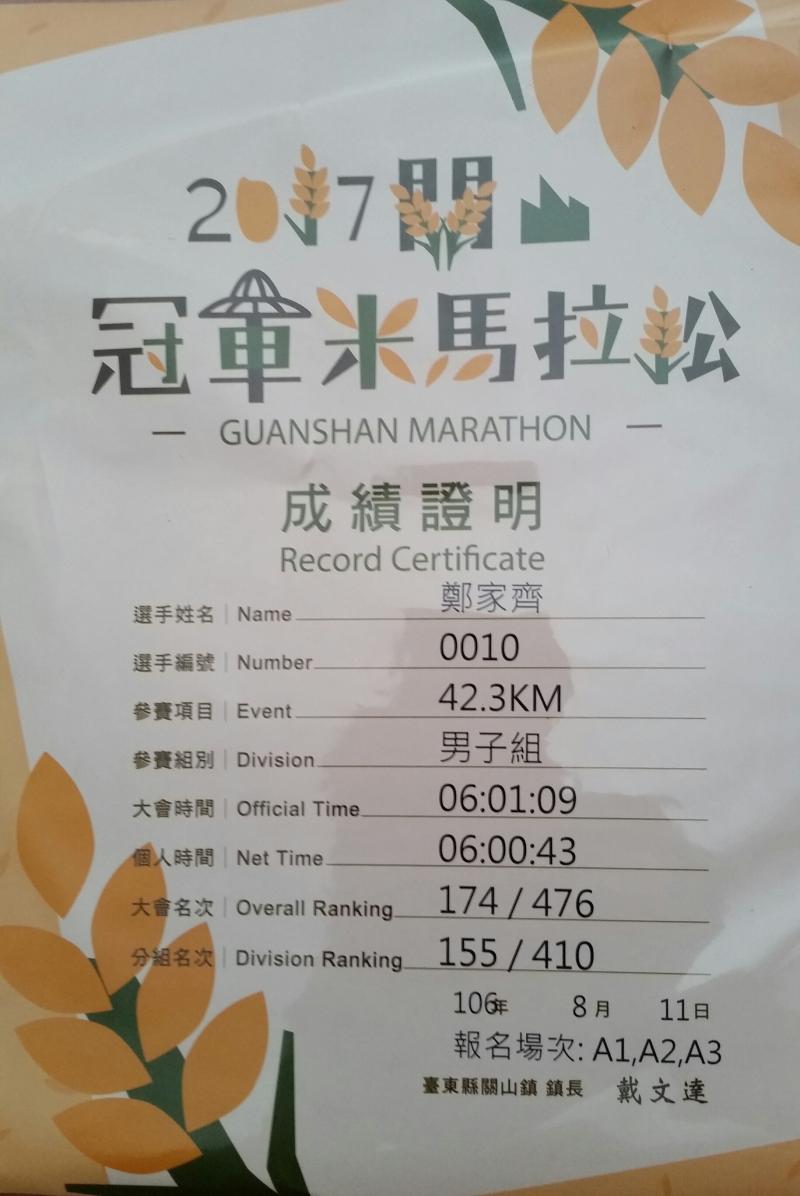 2017關山
冠軍米馬拉松
— GUANSHAN MARATHON —
成績證明
Record Certificate
選手姓名 | Name 鄭家齊
選手編號 | Number 0010
參賽項目 | Event 42.3KM
參賽組別 | Division 男子組
大會時間 | Official Time 06:01:09
個人時間 | Net Time 06:00:43
大會名次 | Overall Ranking 174 / 476
分組名次 | Division Ranking 155 / 410
106年 8月 11日
報名場次: A1,A2,A3
臺東縣關山鎮 鎮長 戴文達